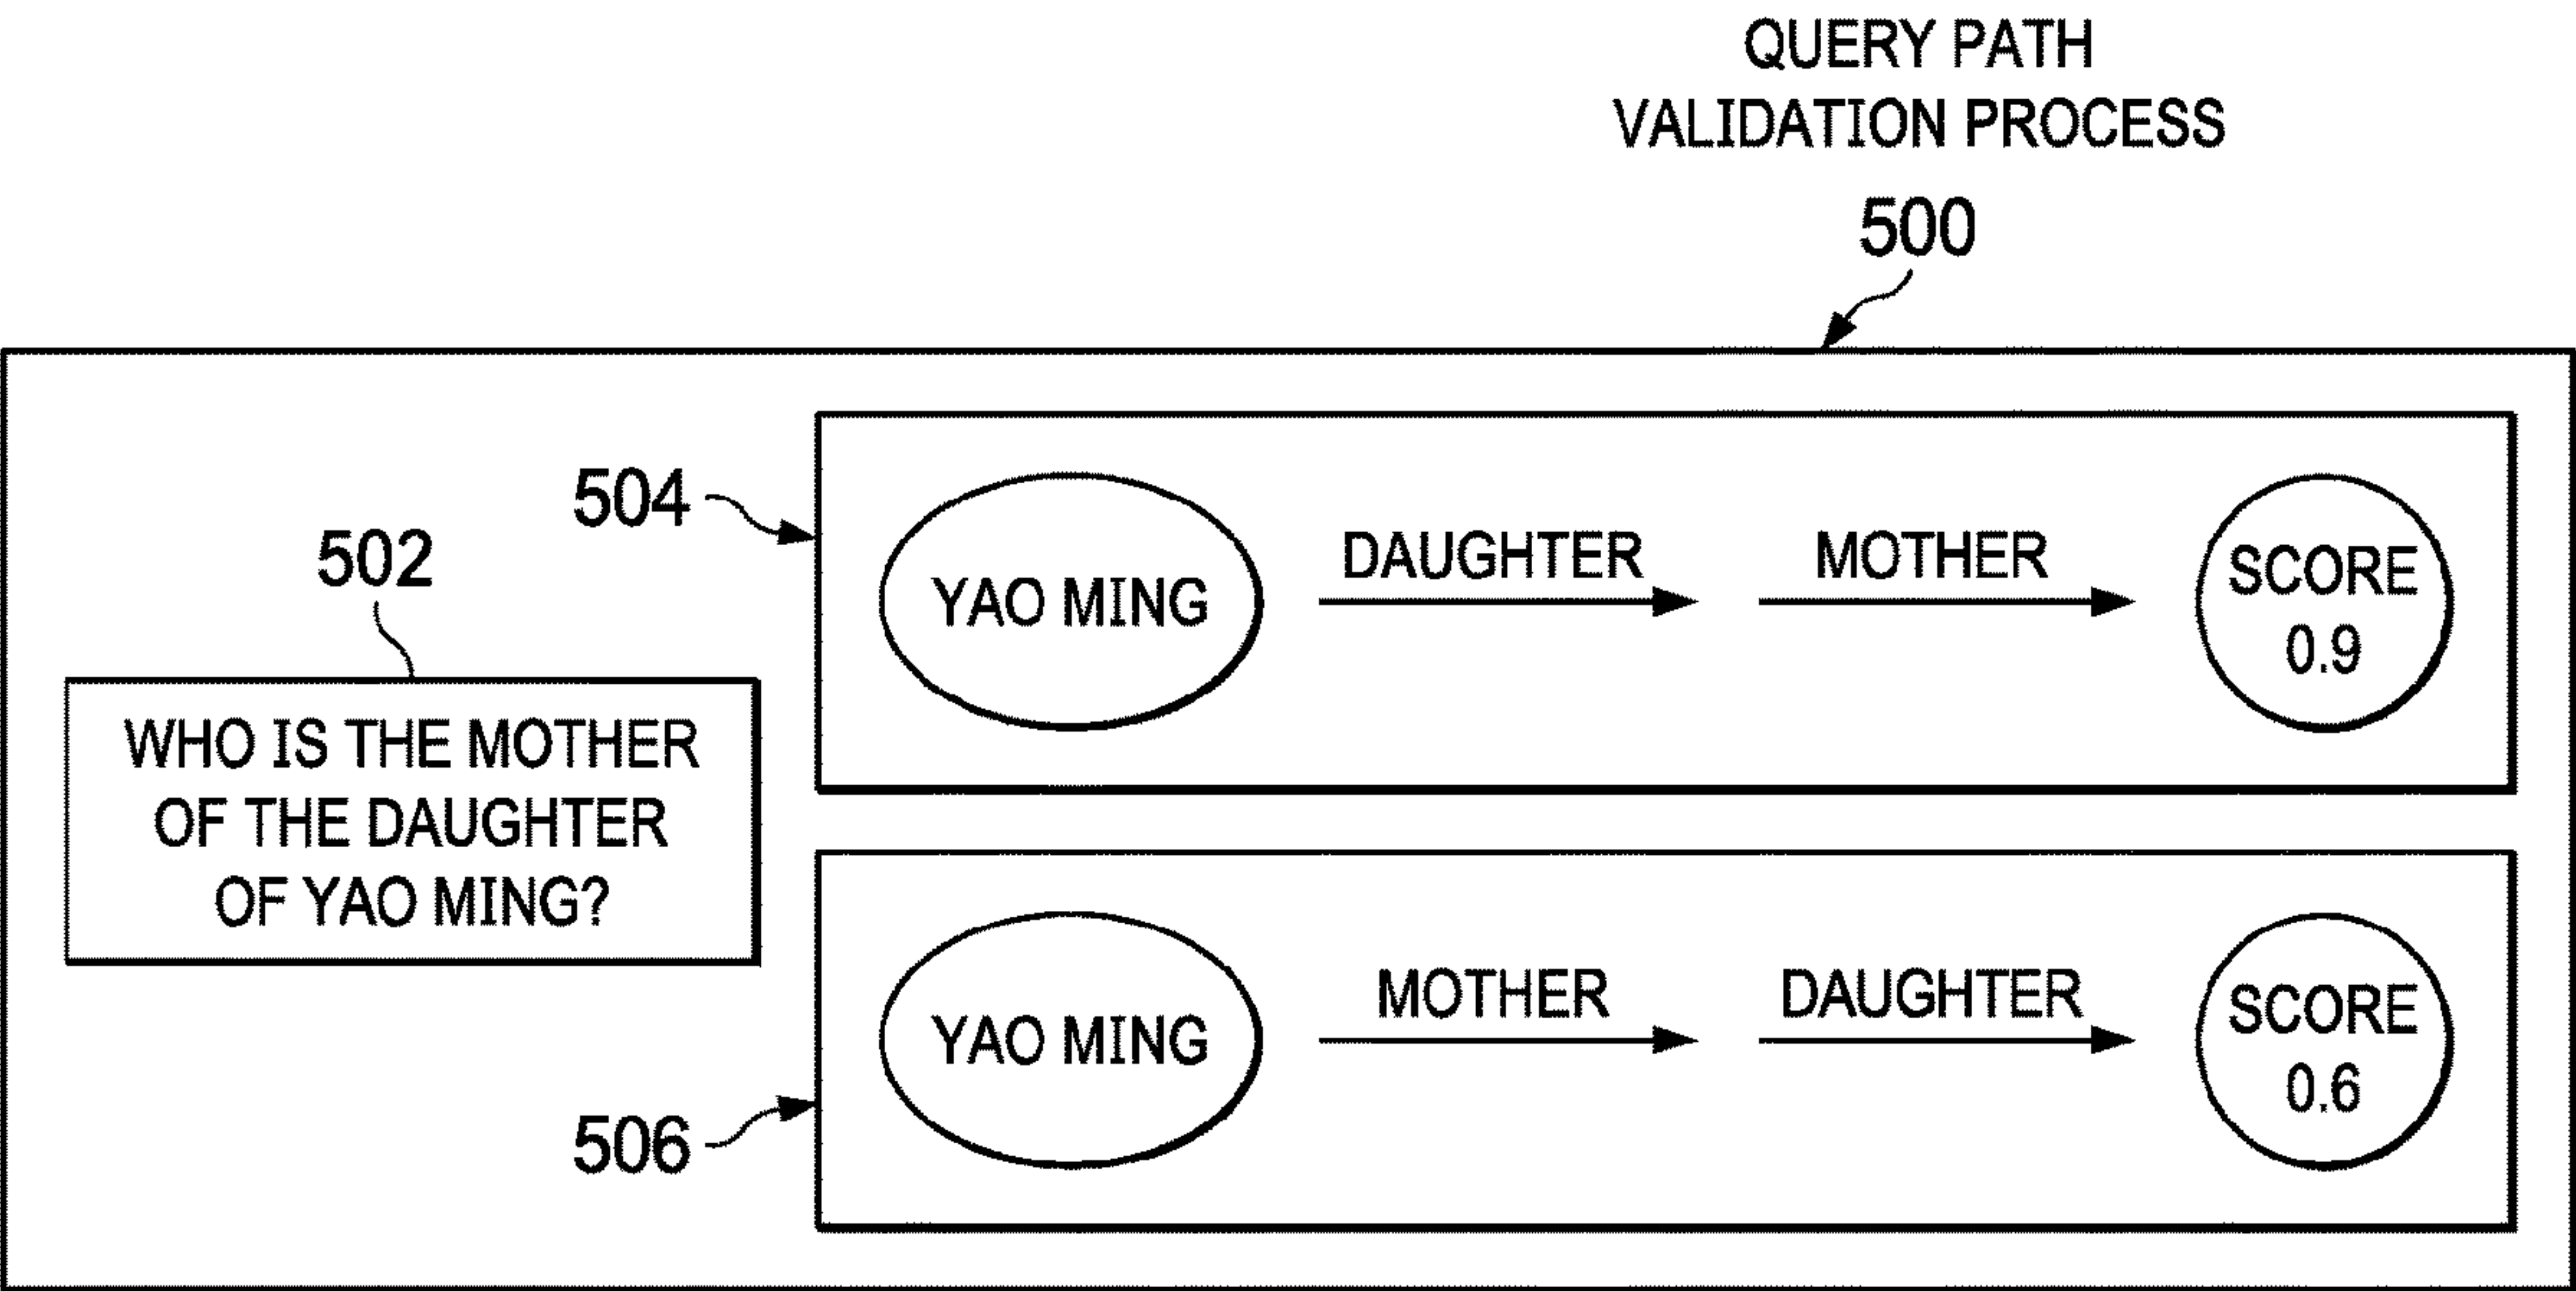 QUERY PATH
VALIDATION PROCESS
500
502
WHO IS THE MOTHER
OF THE DAUGHTER
OF YAO MING?
504
YAO MING
DAUGHTER
MOTHER
SCORE
0.9
506
YAO MING
MOTHER
DAUGHTER
SCORE
0.6